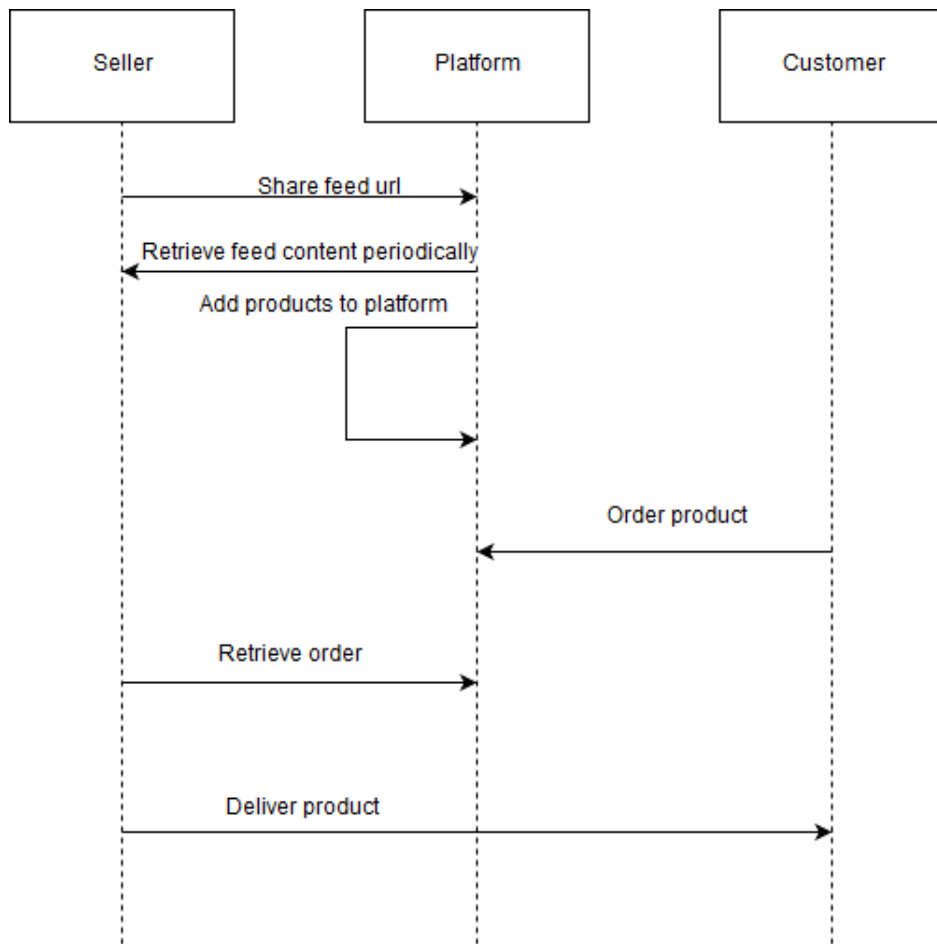 Seller
Platform
Customer
Share feed url
Retrieve feed content periodically
Add products to platform
Order product
Retrieve order
Deliver product